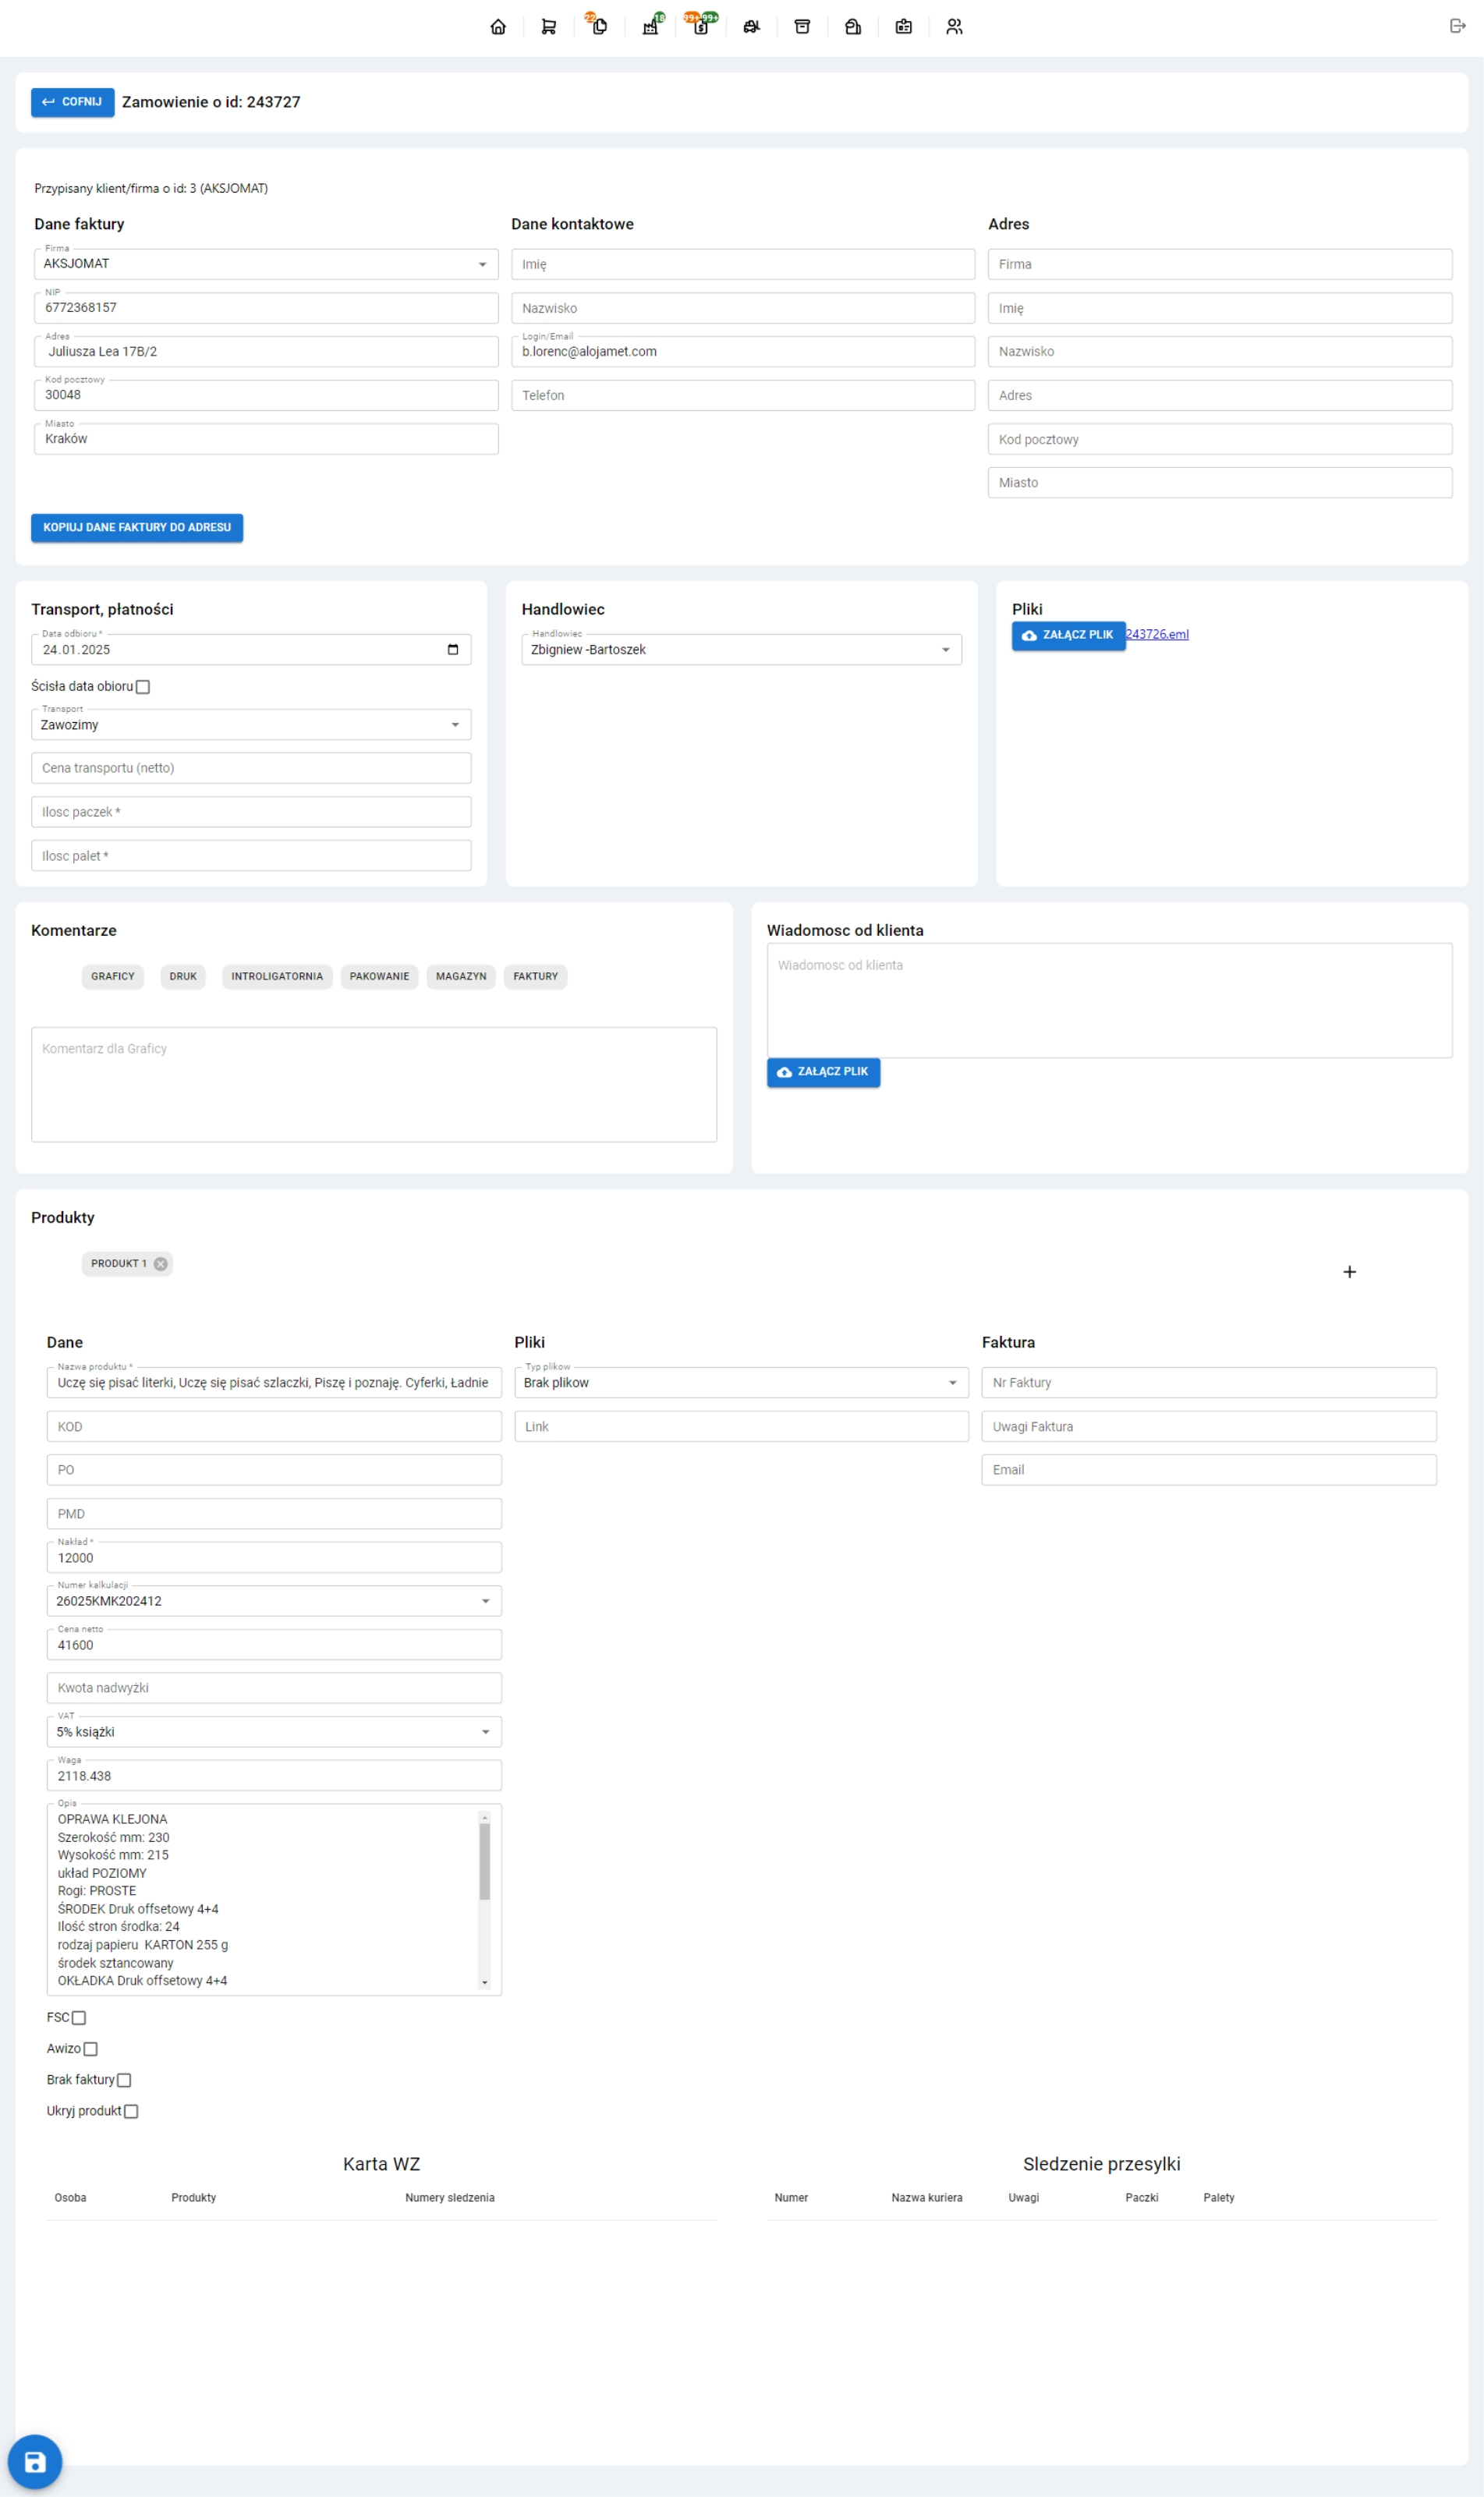 22
18
99+
99+
COFNIJ
Zamowienie o id: 243727
Przypisany klient/firma o id: 3 (AKSJOMAT)
Dane faktury
Firma
AKSJOMAT
NIP
6772368157
Adres
Juliusza Lea 17B/2
Kod pocztowy
30048
Miasto
Kraków
Dane kontaktowe
Imię
Nazwisko
Login/Email
b.lorenc@alojamet.com
Telefon
Adres
Firma
Imię
Nazwisko
Adres
Kod pocztowy
Miasto
KOPIUJ DANE FAKTURY DO ADRESU
Transport, płatności
Data odbioru *
24.01.2025
Ścisła data obioru
Transport
Zawozimy
Cena transportu (netto)
Ilosc paczek *
Ilosc palet *
Handlowiec
Handlowiec
Zbigniew -Bartoszek
Pliki
ZAŁĄCZ PLIK
243726.eml
Komentarze
GRAFICY
DRUK
INTROLIGATORNIA
PAKOWANIE
MAGAZYN
FAKTURY
Komentarz dla Graficy
Wiadomosc od klienta
Wiadomosc od klienta
ZAŁĄCZ PLIK
Produkty
PRODUKT 1
Dane
Nazwa produktu *
Uczę się pisać literki, Uczę się pisać szlaczki, Piszę i poznaję. Cyferki, Ładnie
KOD
PO
PMD
Nakład *
12000
Numer kalkulacji
26025KMK202412
Cena netto
41600
Kwota nadwyżki
VAT
5% książki
Waga
2118.438
Opis
OPRAWA KLEJONA
Szerokość mm: 230
Wysokość mm: 215
układ POZIOMY
Rogi: PROSTE
ŚRODEK Druk offsetowy 4+4
Ilość stron środka: 24
rodzaj papieru  KARTON 255 g
środek sztancowany
OKŁADKA Druk offsetowy 4+4
FSC
Awizo
Brak faktury
Ukryj produkt
Pliki
Typ plikow
Brak plikow
Link
Faktura
Nr Faktury
Uwagi Faktura
Email
Karta WZ
Osoba
Produkty
Numery sledzenia
Sledzenie przesylki
Numer
Nazwa kuriera
Uwagi
Paczki
Palety